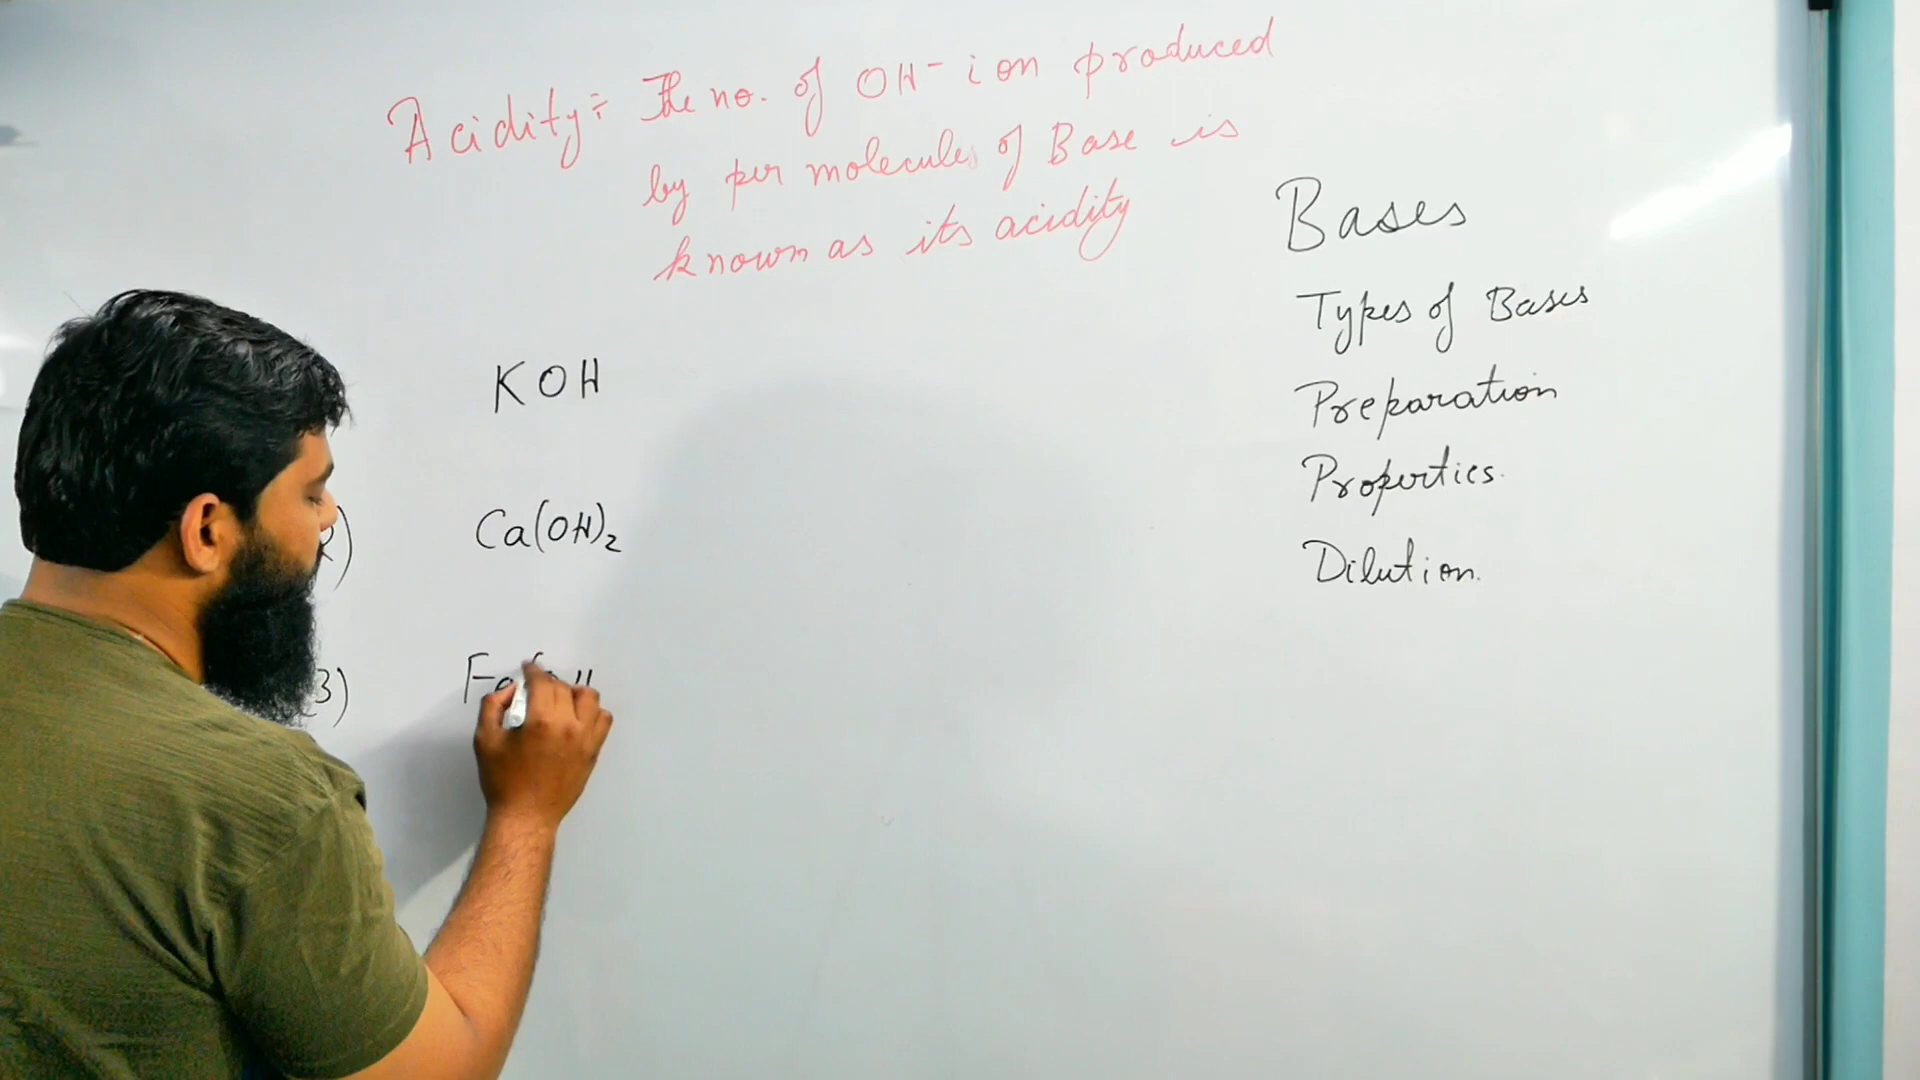 Acidity÷ The no. of OH⁻ ion produced
by per molecules of Base is
known as its acidity
Bases
Types of Bases
Preparation
Properties.
Dilution.
KOH
2) Ca(OH)₂
3)